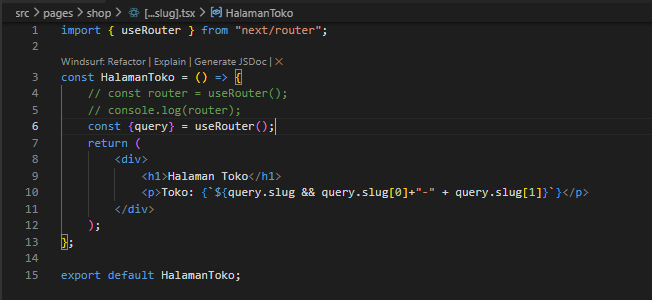 src > pages > shop > [...slug].tsx > HalamanToko
1 import { useRouter } from "next/router";
2
Windsurf: Refactor | Explain | Generate JSDoc | ×
3 const HalamanToko = () => {
4 // const router = useRouter();
5 // console.log(router);
6 const {query} = useRouter();
7 return (
8 <div>
9 <h1>Halaman Toko</h1>
10 <p>Toko: {`${query.slug && query.slug[0]+"-" + query.slug[1]}`}</p>
11 </div>
12 );
13 };
14
15 export default HalamanToko;